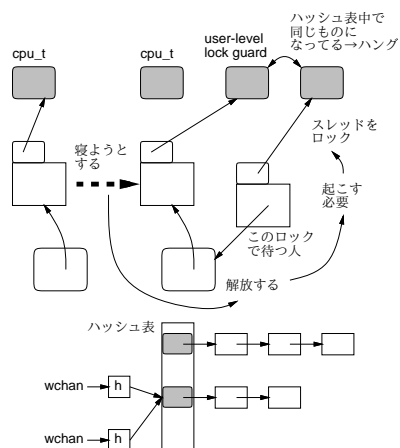 cpu_t
cpu_t
user-level
lock guard
ハッシュ表中で
同じものに
なってる→ハング
寝ようと
する
スレッドを
ロック
起こす
必要
このロック
で待つ人
解放する
ハッシュ表
wchan
h
wchan
h